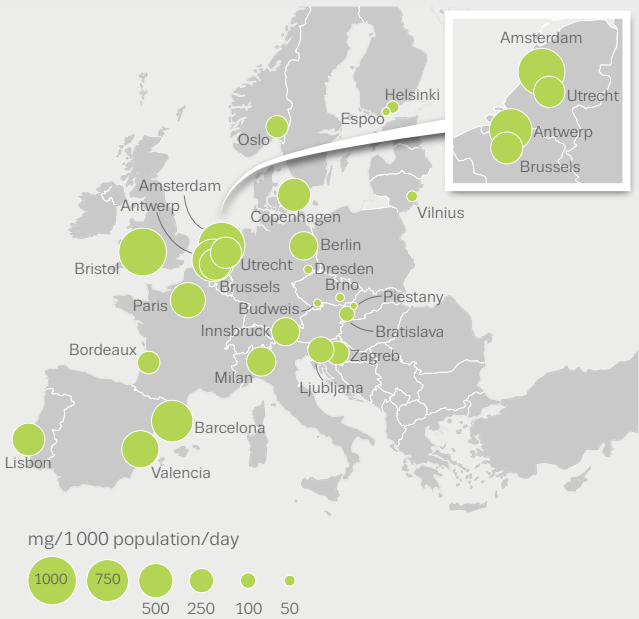 Amsterdam
Utrecht
Antwerp
Brussels
Helsinki
Espoo
Oslo
Vilnius
Amsterdam
Antwerp
Copenhagen
Bristol
Berlin
Utrecht
Dresden
Brussels
Brno
Piestany
Paris
Budweis
Innsbruck
Bratislava
Bordeaux
Zagreb
Milan
Ljubljana
Barcelona
Lisbon
Valencia
mg/1000 population/day
1000
750
500
250
100
50